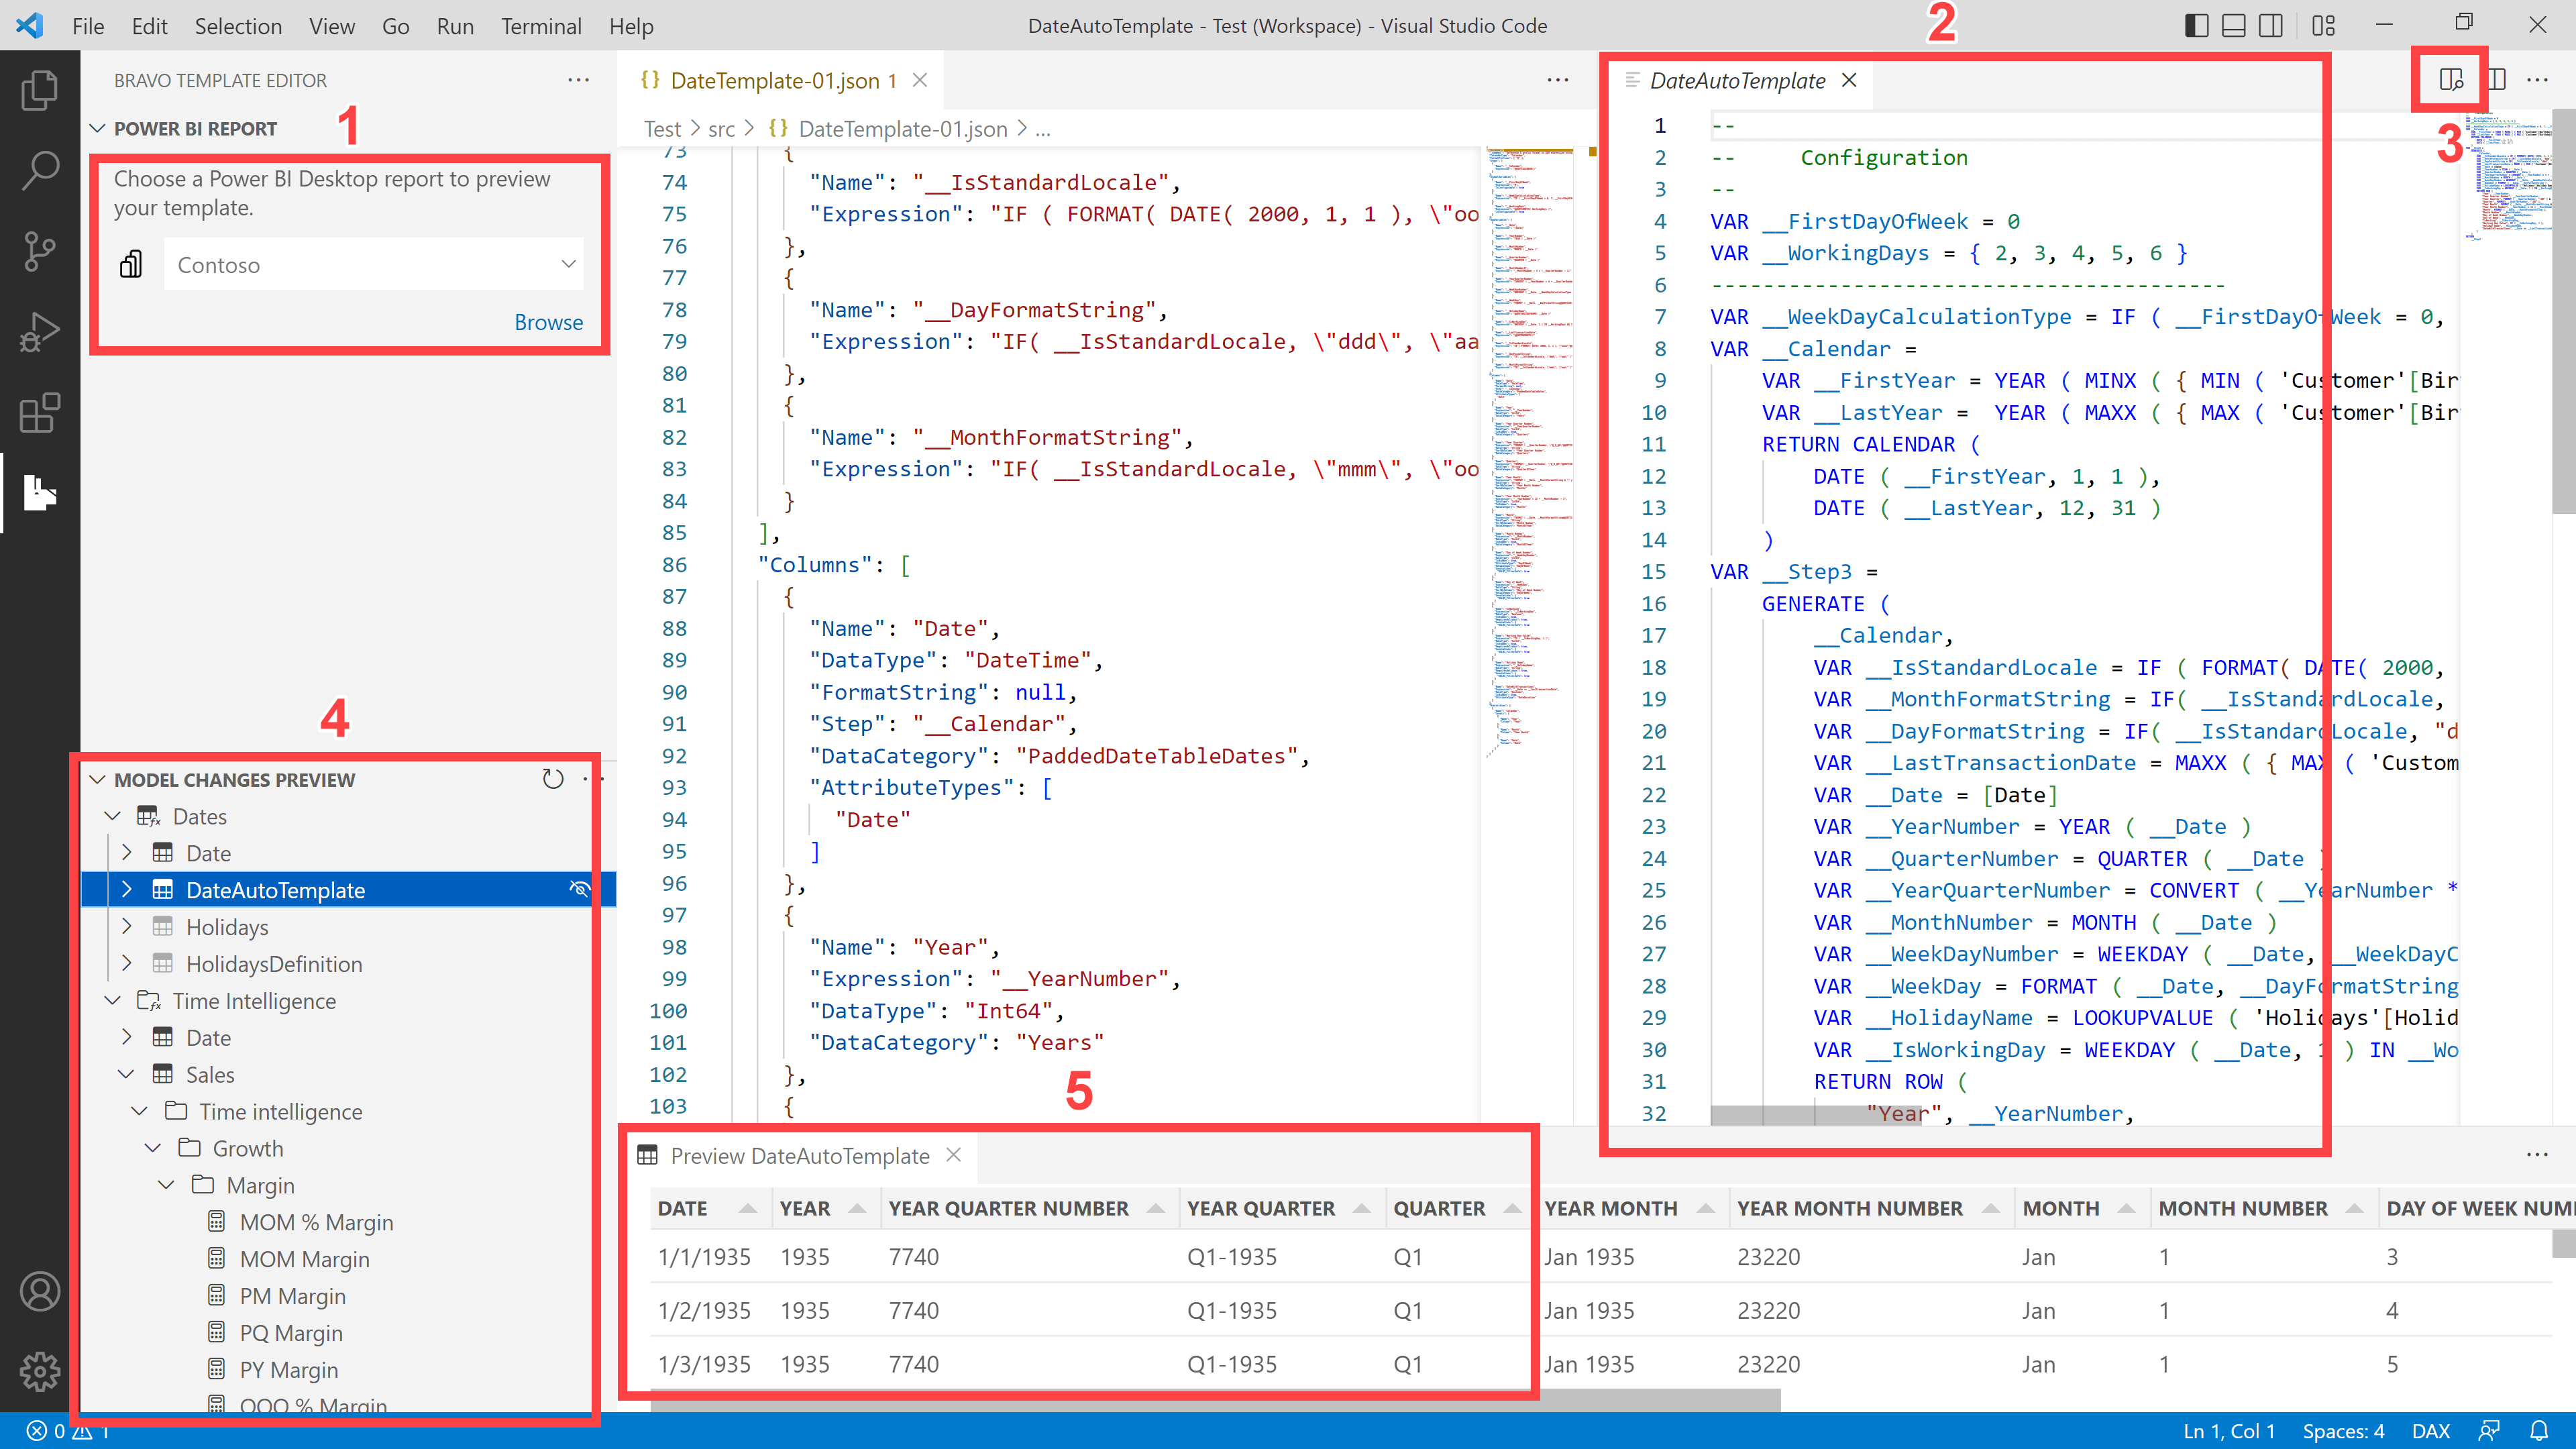 File Edit Selection View Go Run Terminal Help
DateAutoTemplate - Test (Workspace) - Visual Studio Code
2
BRAVO TEMPLATE EDITOR
POWER BI REPORT
1
Choose a Power BI Desktop report to preview
your template.
Contoso
Browse
4
MODEL CHANGES PREVIEW
Dates
Date
DateAutoTemplate
Holidays
HolidaysDefinition
Time Intelligence
Date
Sales
Time intelligence
Growth
Margin
MOM % Margin
MOM Margin
PM Margin
PQ Margin
PY Margin
QOQ % Margin
{} DateTemplate-01.json 1
Test > src > {} DateTemplate-01.json > ...
73 {
74 "Name": "__IsStandardLocale",
75 "Expression": "IF ( FORMAT( DATE( 2000, 1, 1 ), \"oo
76 },
77 {
78 "Name": "__DayFormatString",
79 "Expression": "IF( __IsStandardLocale, \"ddd\", \"aa
80 },
81 {
82 "Name": "__MonthFormatString",
83 "Expression": "IF( __IsStandardLocale, \"mmm\", \"oo
84 }
85 ],
86 "Columns": [
87 {
88 "Name": "Date",
89 "DataType": "DateTime",
90 "FormatString": null,
91 "Step": "__Calendar",
92 "DataCategory": "PaddedDateTableDates",
93 "AttributeTypes": [
94 "Date"
95 ]
96 },
97 {
98 "Name": "Year",
99 "Expression": "__YearNumber",
100 "DataType": "Int64",
101 "DataCategory": "Years"
102 },
103 {
DateAutoTemplate
3
1 --
2 -- Configuration
3 --
4 VAR __FirstDayOfWeek = 0
5 VAR __WorkingDays = { 2, 3, 4, 5, 6 }
6 ----------------------------------------
7 VAR __WeekDayCalculationType = IF ( __FirstDayOfWeek = 0,
8 VAR __Calendar =
9 VAR __FirstYear = YEAR ( MINX ( { MIN ( 'Customer'[Bir
10 VAR __LastYear = YEAR ( MAXX ( { MAX ( 'Customer'[Bir
11 RETURN CALENDAR (
12 DATE ( __FirstYear, 1, 1 ),
13 DATE ( __LastYear, 12, 31 )
14 )
15 VAR __Step3 =
16 GENERATE (
17 __Calendar,
18 VAR __IsStandardLocale = IF ( FORMAT( DATE( 2000,
19 VAR __MonthFormatString = IF( __IsStandardLocale,
20 VAR __DayFormatString = IF( __IsStandardLocale, "d
21 VAR __LastTransactionDate = MAXX ( { MAX ( 'Custom
22 VAR __Date = [Date]
23 VAR __YearNumber = YEAR ( __Date )
24 VAR __QuarterNumber = QUARTER ( __Date )
25 VAR __YearQuarterNumber = CONVERT ( __YearNumber *
26 VAR __MonthNumber = MONTH ( __Date )
27 VAR __WeekDayNumber = WEEKDAY ( __Date, __WeekDayC
28 VAR __WeekDay = FORMAT ( __Date, __DayFormatString
29 VAR __HolidayName = LOOKUPVALUE ( 'Holidays'[Holid
30 VAR __IsWorkingDay = WEEKDAY ( __Date, 1 ) IN __Wo
31 RETURN ROW (
32 "Year", __YearNumber,
5
Preview DateAutoTemplate
DATE YEAR YEAR QUARTER NUMBER YEAR QUARTER QUARTER YEAR MONTH YEAR MONTH NUMBER MONTH MONTH NUMBER DAY OF WEEK NUM
1/1/1935 1935 7740 Q1-1935 Q1 Jan 1935 23220 Jan 1 3
1/2/1935 1935 7740 Q1-1935 Q1 Jan 1935 23220 Jan 1 4
1/3/1935 1935 7740 Q1-1935 Q1 Jan 1935 23220 Jan 1 5
0 1
Ln 1, Col 1 Spaces: 4 DAX